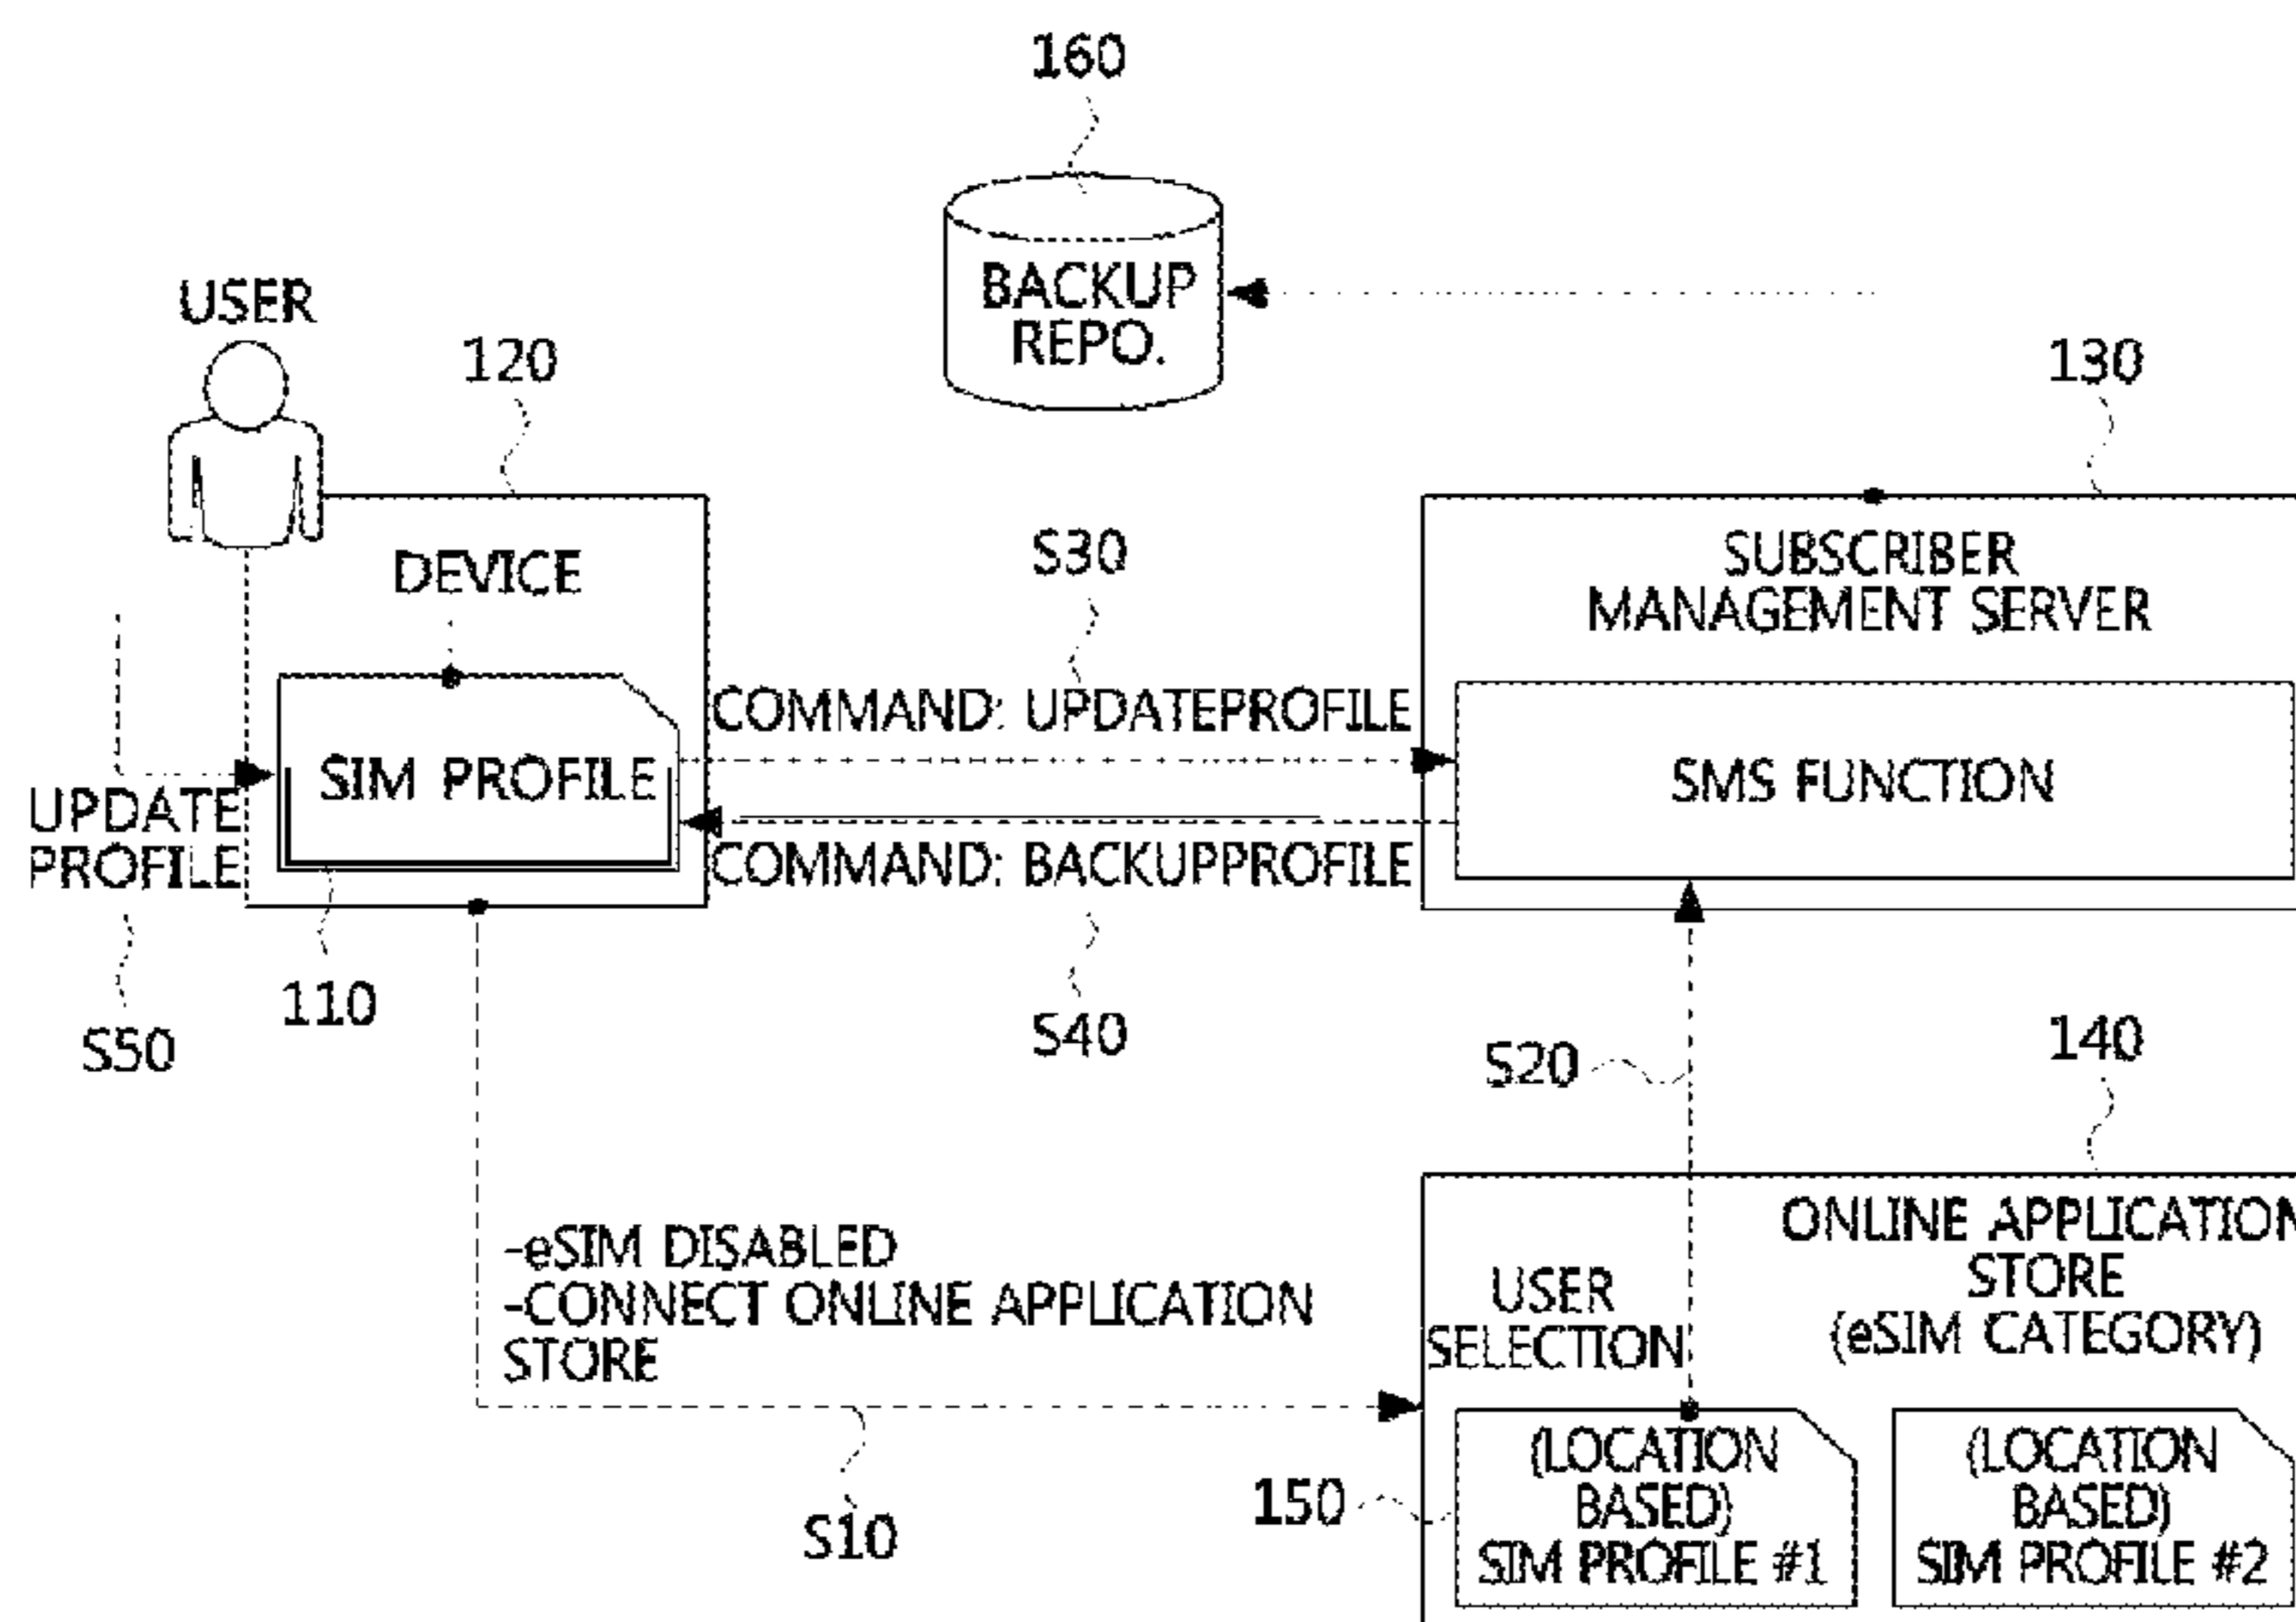 160
BACKUP
REPO.
USER
120
130
DEVICE
S30
SUBSCRIBER
MANAGEMENT SERVER
COMMAND: UPDATEPROFILE
SIM PROFILE
SMS FUNCTION
UPDATE
PROFILE
COMMAND: BACKUPPROFILE
110
S50
S40
S20
140
-eSIM DISABLED
-CONNECT ONLINE APPLICATION
STORE
ONLINE APPLICATION
STORE
(eSIM CATEGORY)
USER
SELECTION
S10
150
(LOCATION
BASED)
SIM PROFILE #1
(LOCATION
BASED)
SIM PROFILE #2